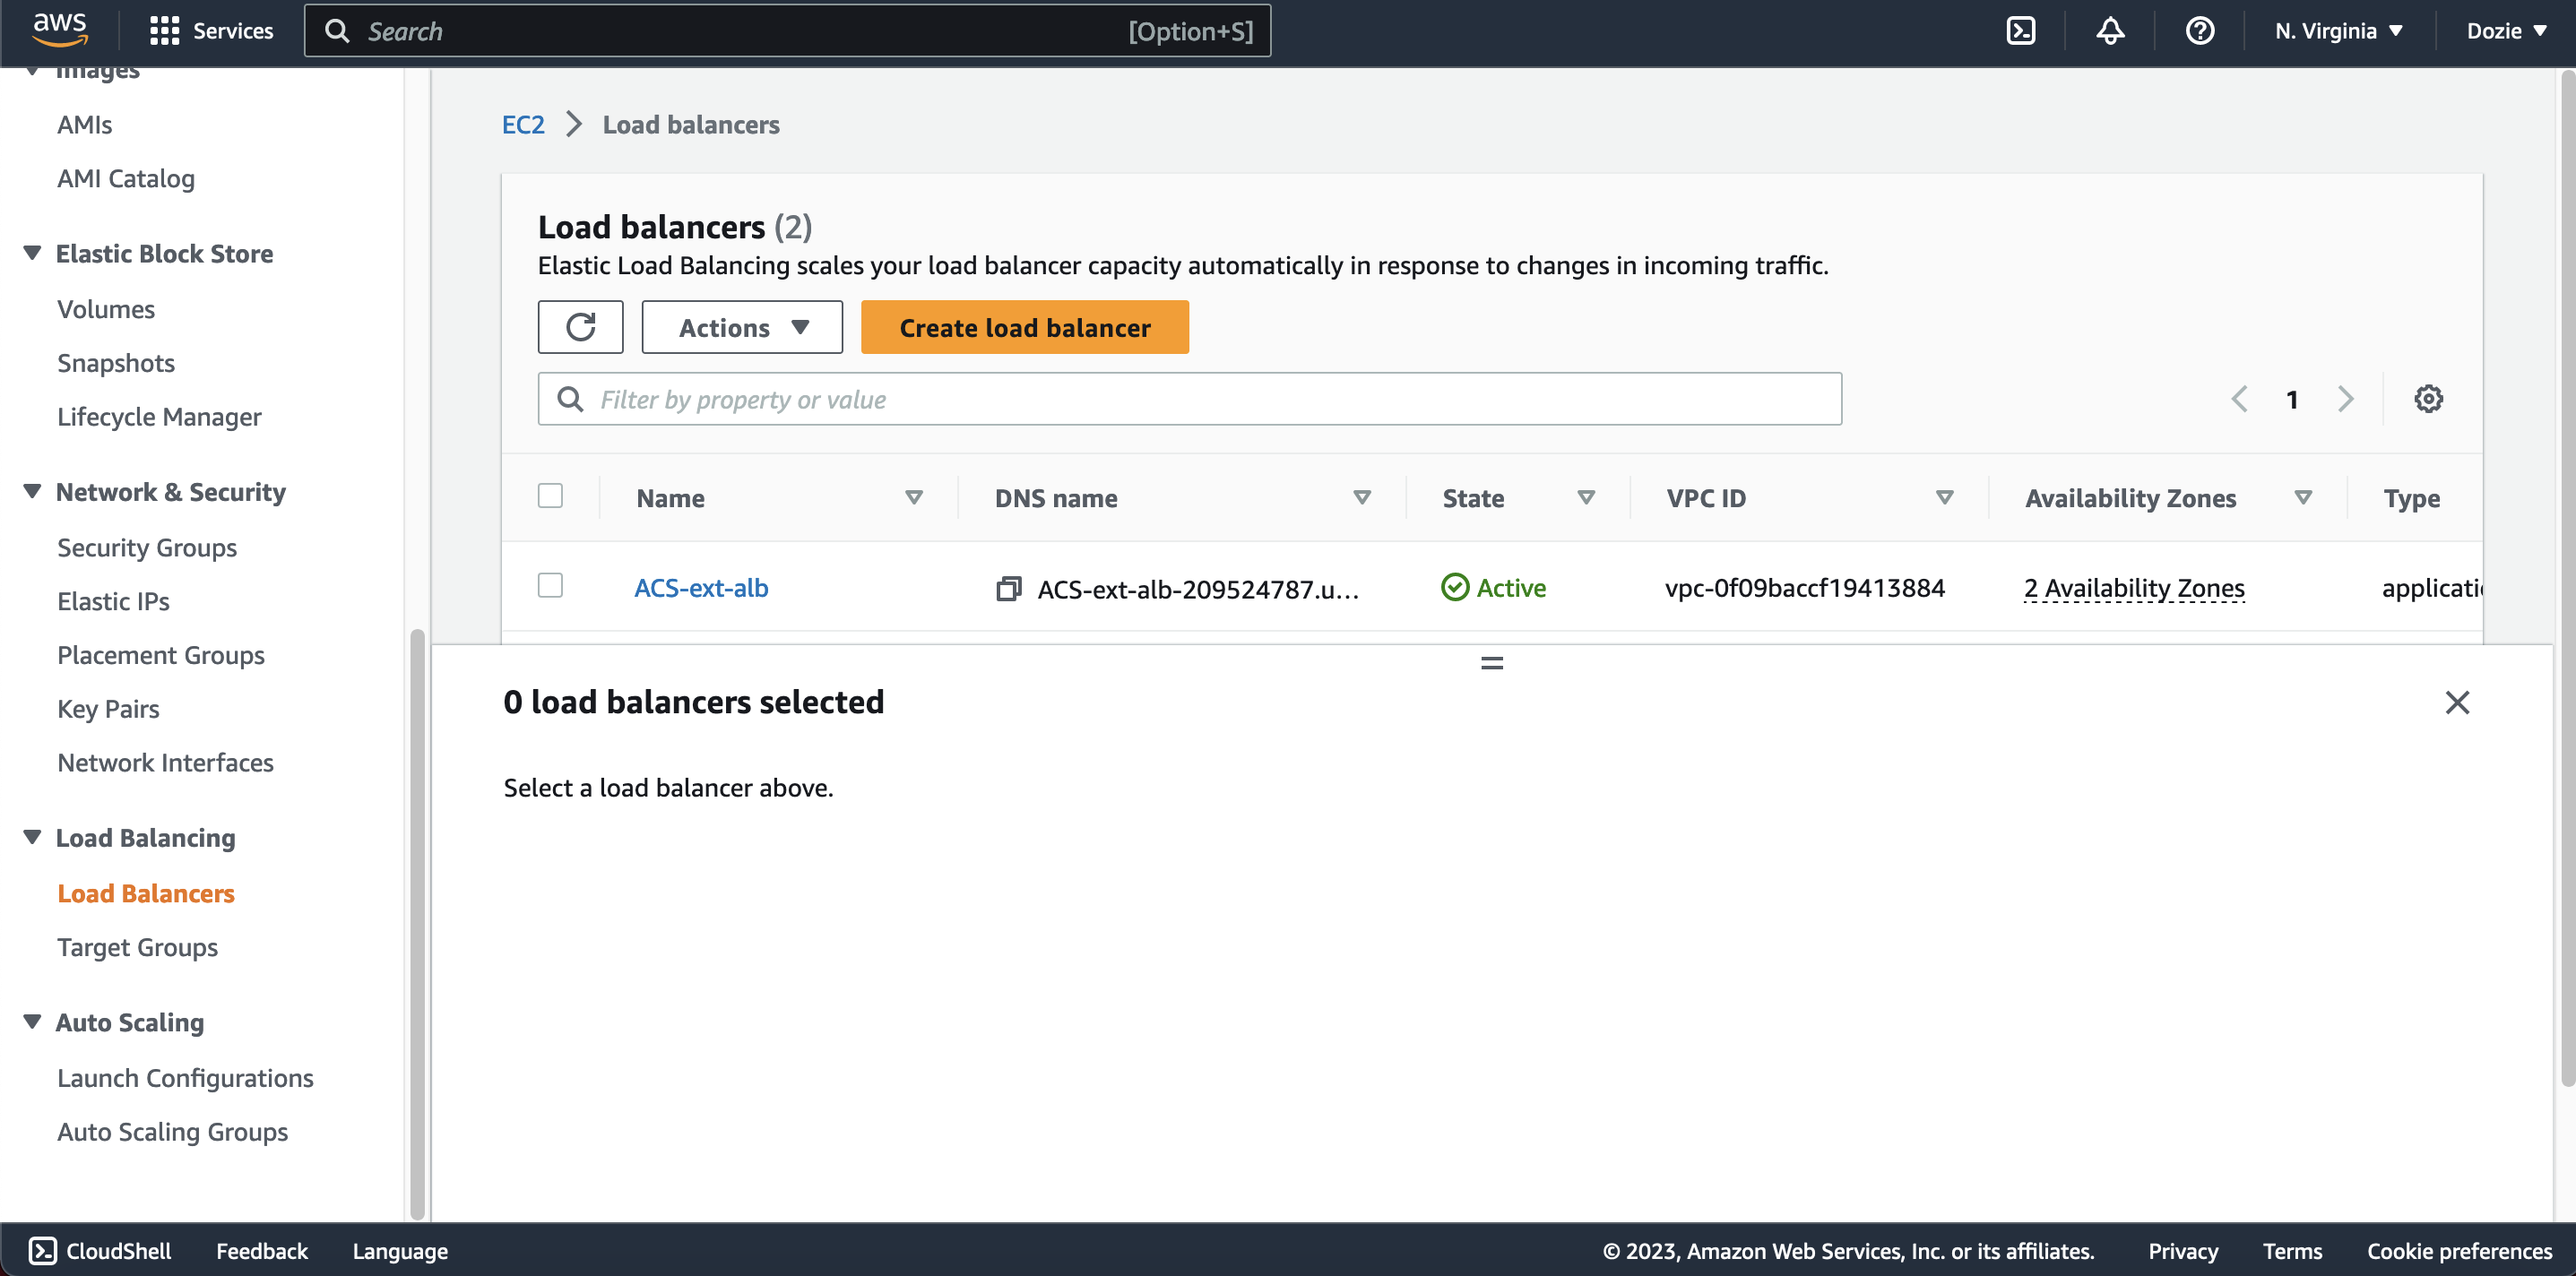 aws
Services
Search
[Option+S]
N. Virginia
Dozie
Images
AMIs
AMI Catalog
Elastic Block Store
Volumes
Snapshots
Lifecycle Manager
Network & Security
Security Groups
Elastic IPs
Placement Groups
Key Pairs
Network Interfaces
Load Balancing
Load Balancers
Target Groups
Auto Scaling
Launch Configurations
Auto Scaling Groups
EC2 Load balancers
Load balancers (2)
Elastic Load Balancing scales your load balancer capacity automatically in response to changes in incoming traffic.
Actions
Create load balancer
Filter by property or value
1
Name DNS name State VPC ID Availability Zones Type
ACS-ext-alb ACS-ext-alb-209524787.u... Active vpc-0f09baccf19413884 2 Availability Zones applicati
0 load balancers selected
Select a load balancer above.
CloudShell Feedback Language
© 2023, Amazon Web Services, Inc. or its affiliates. Privacy Terms Cookie preferences